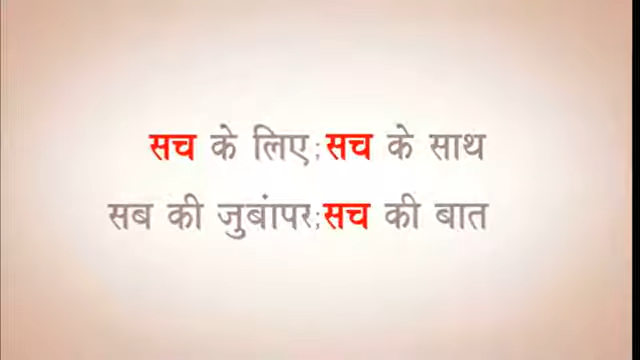 सच के लिए;सच के साथ
सब की जुबांपर;सच की बात